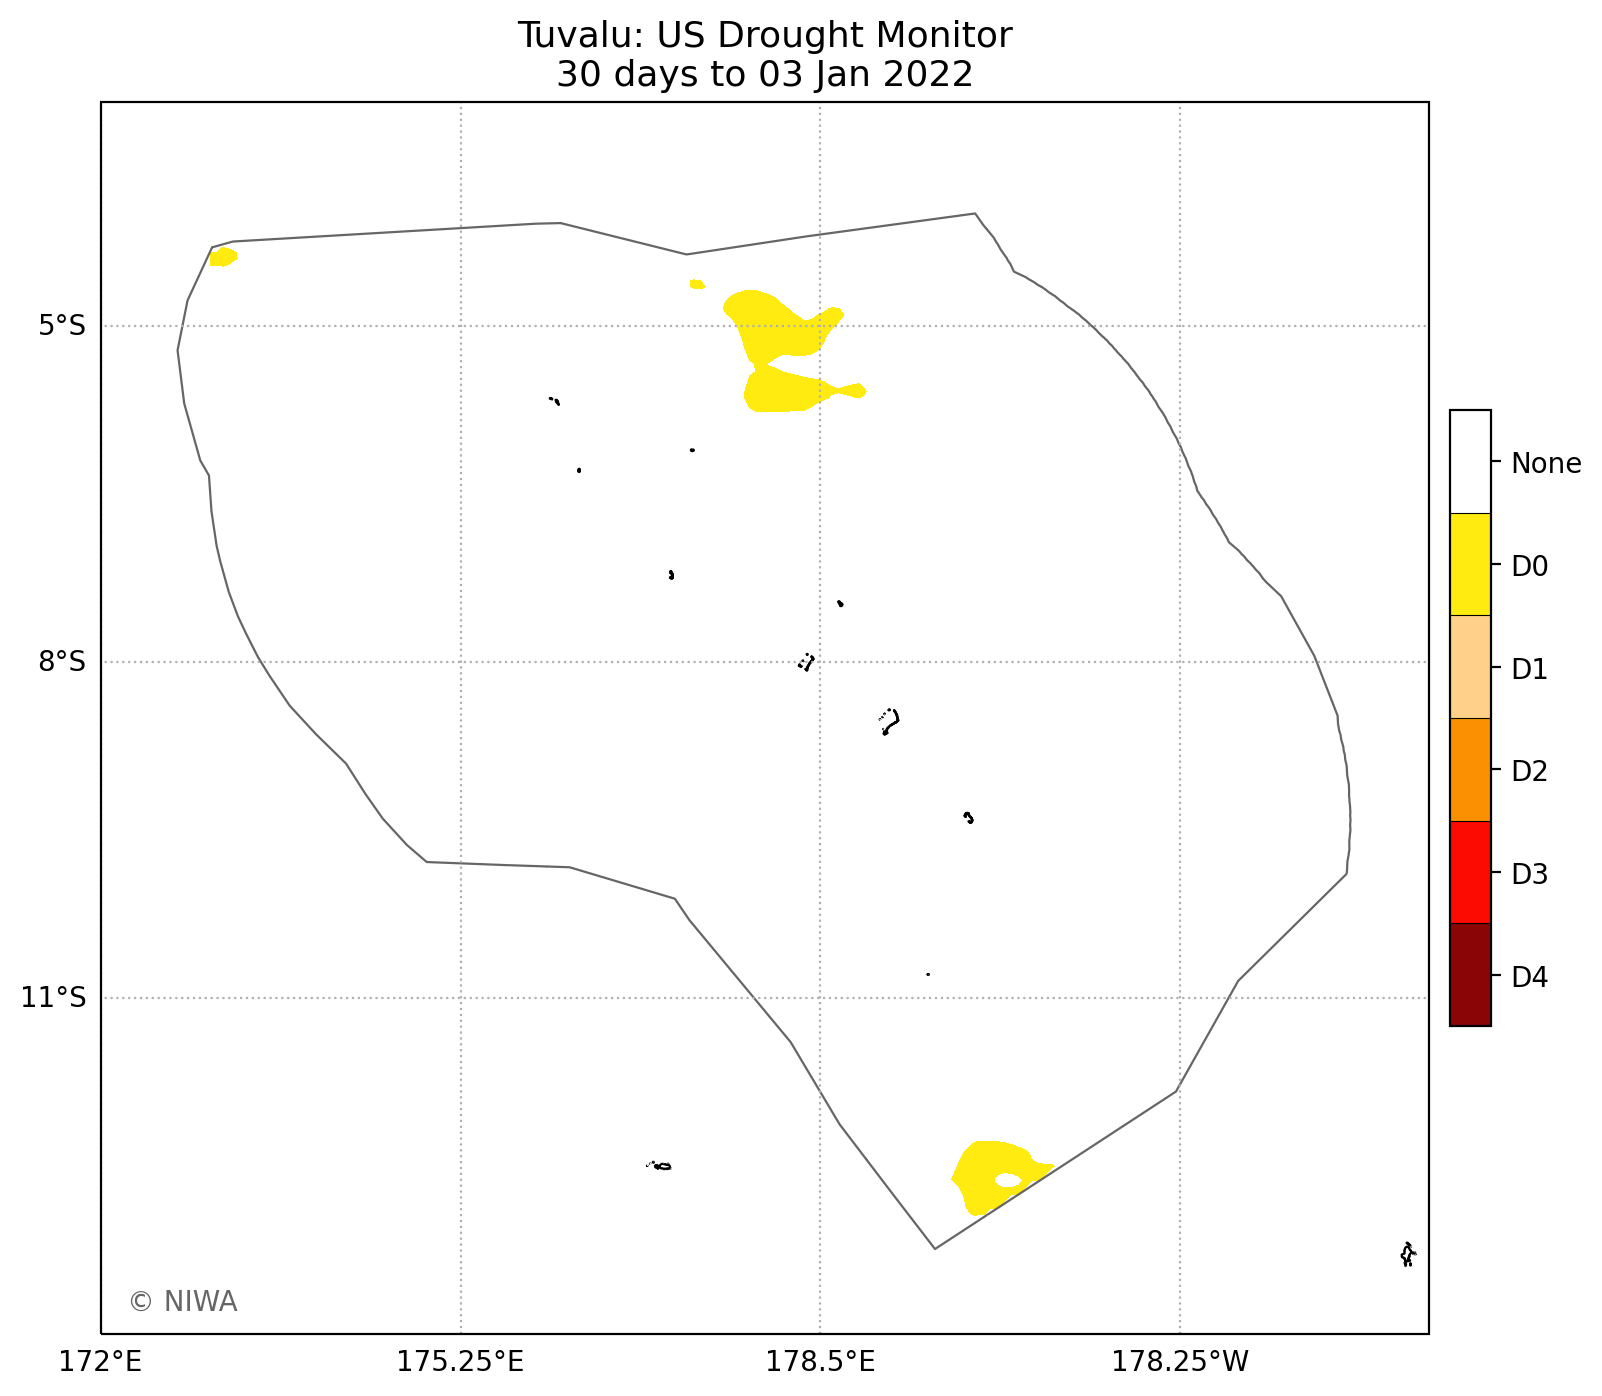 Tuvalu: US Drought Monitor
30 days to 03 Jan 2022
5°S
8°S
11°S
172°E
175.25°E
178.5°E
178.25°W
None
D0
D1
D2
D3
D4
© NIWA